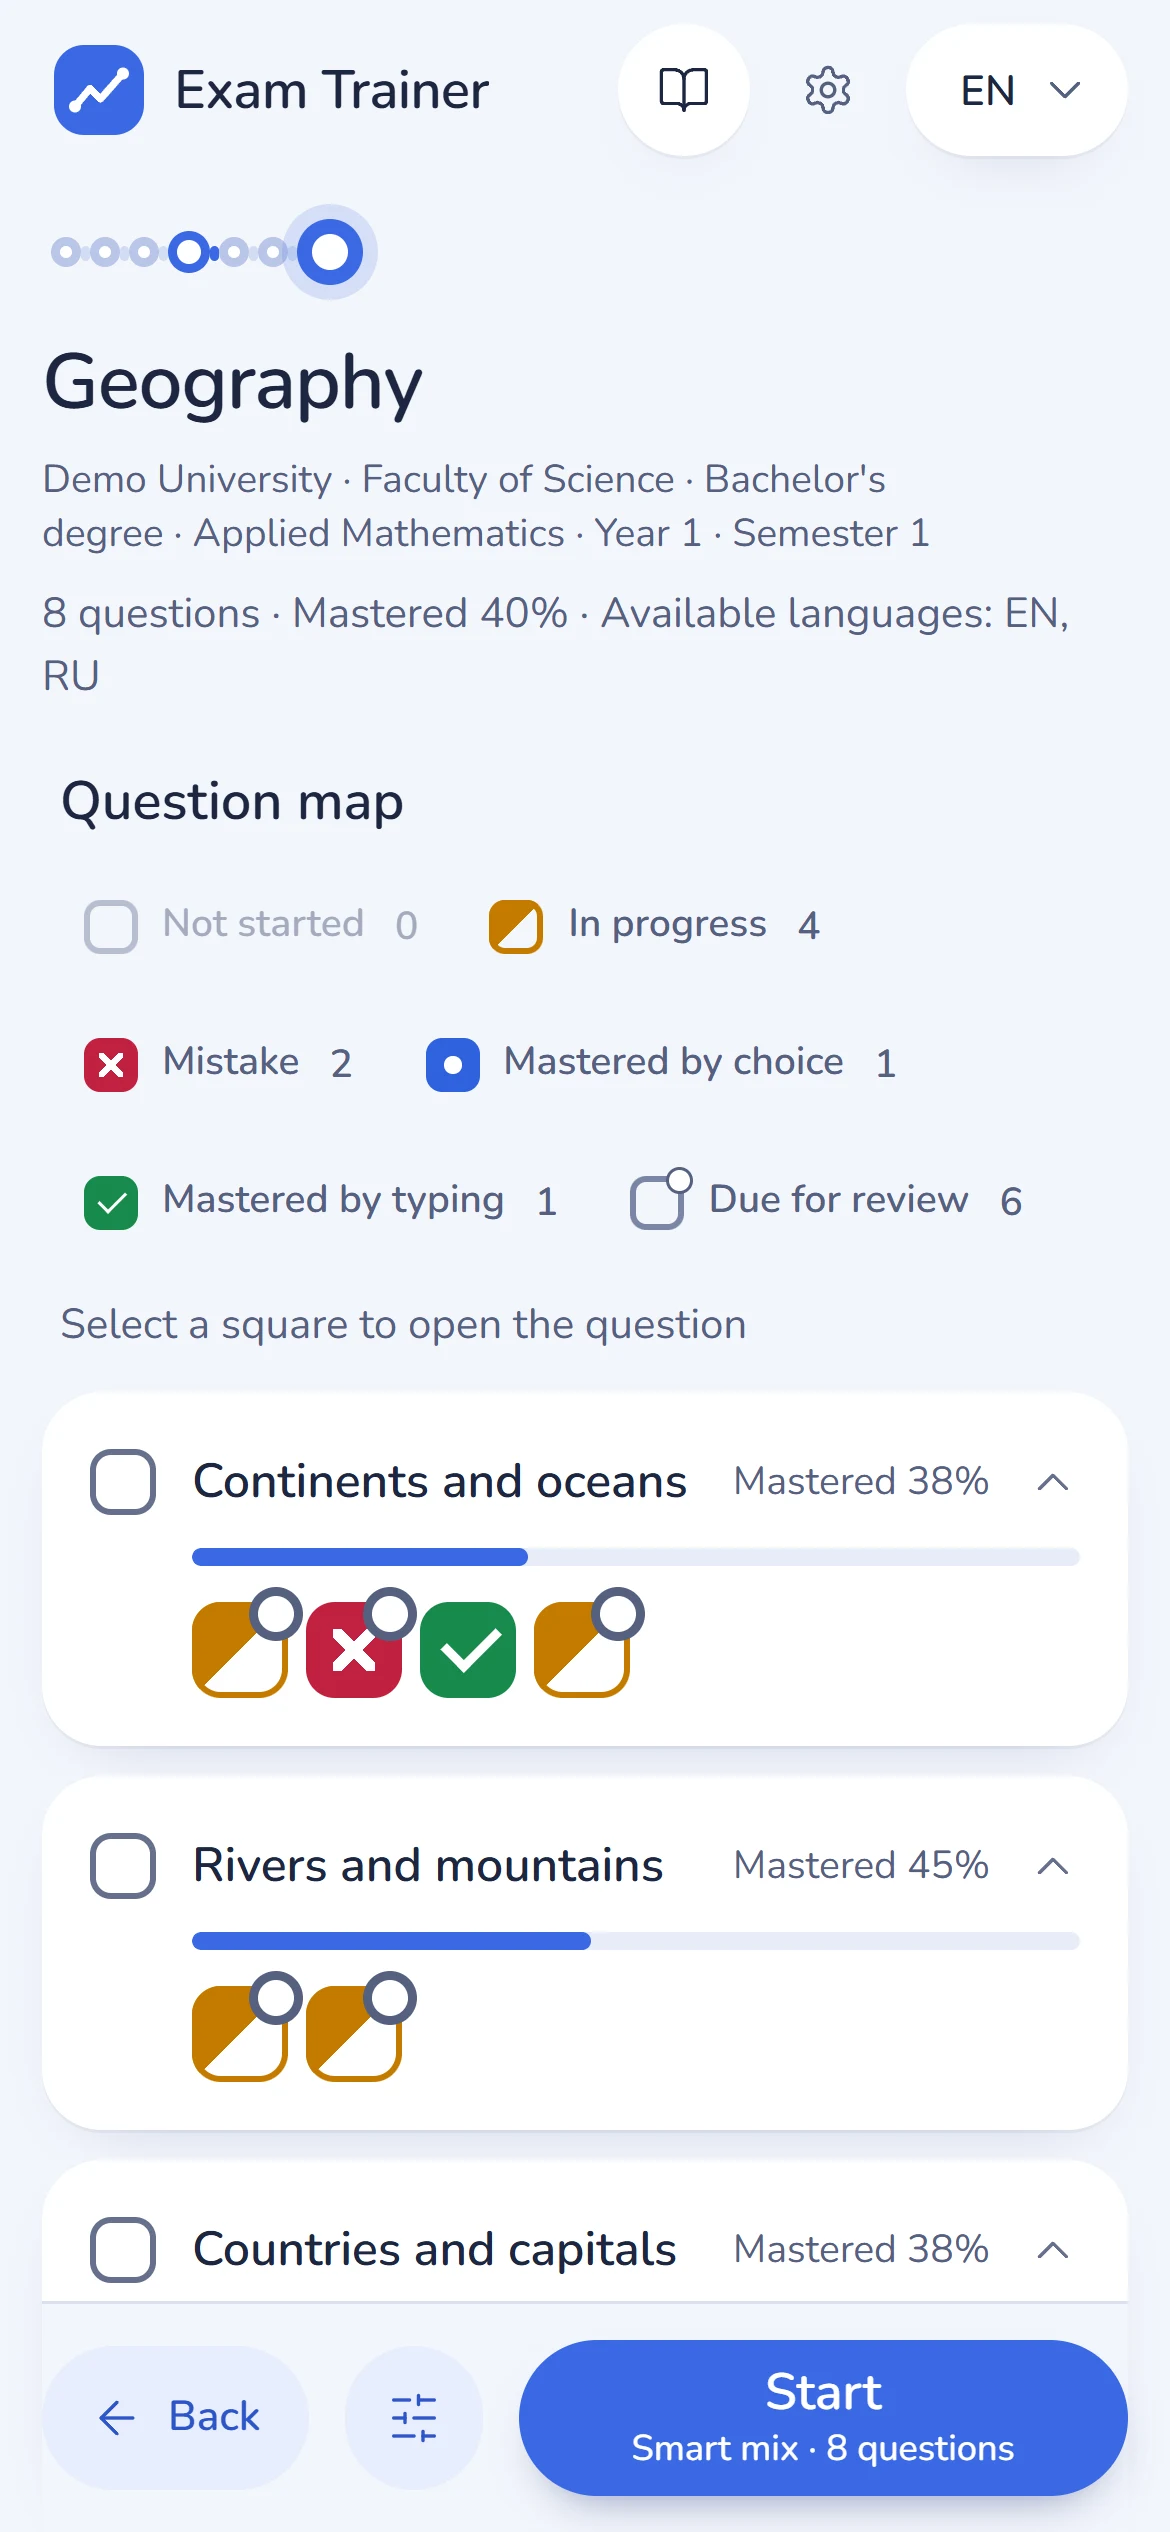 Exam Trainer
EN
Geography
Demo University · Faculty of Science · Bachelor's
degree · Applied Mathematics · Year 1 · Semester 1
8 questions · Mastered 40% · Available languages: EN,
RU
Question map
Not started 0
In progress 4
Mistake 2
Mastered by choice 1
Mastered by typing 1
Due for review 6
Select a square to open the question
Continents and oceans
Mastered 38%
Rivers and mountains
Mastered 45%
Countries and capitals
Mastered 38%
Back
Start
Smart mix · 8 questions